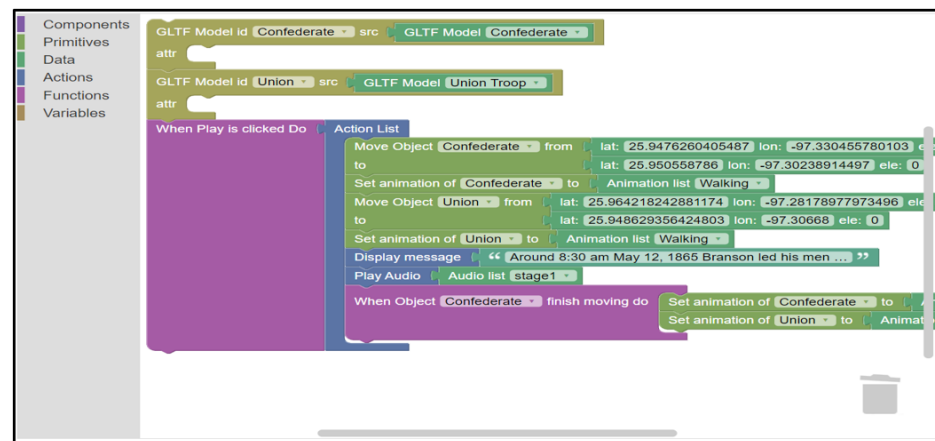 Components
Primitives
Data
Actions
Functions
Variables
GLTF Model id Confederate src GLTF Model Confederate
attr
GLTF Model id Union src GLTF Model Union Troop
attr
When Play is clicked Do Action List
Move Object Confederate from lat: 25.9476260405487 lon: -97.330455780103
to lat: 25.950558786 lon: -97.30238914497 ele: 0
Set animation of Confederate to Animation list Walking
Move Object Union from lat: 25.964218242881174 lon: -97.28178977973496 ele
to lat: 25.948629356424803 lon: -97.30668 ele: 0
Set animation of Union to Animation list Walking
Display message “ Around 8:30 am May 12, 1865 Branson led his men ... ”
Play Audio Audio list stage1
When Object Confederate finish moving do Set animation of Confederate to
Set animation of Union to Animat